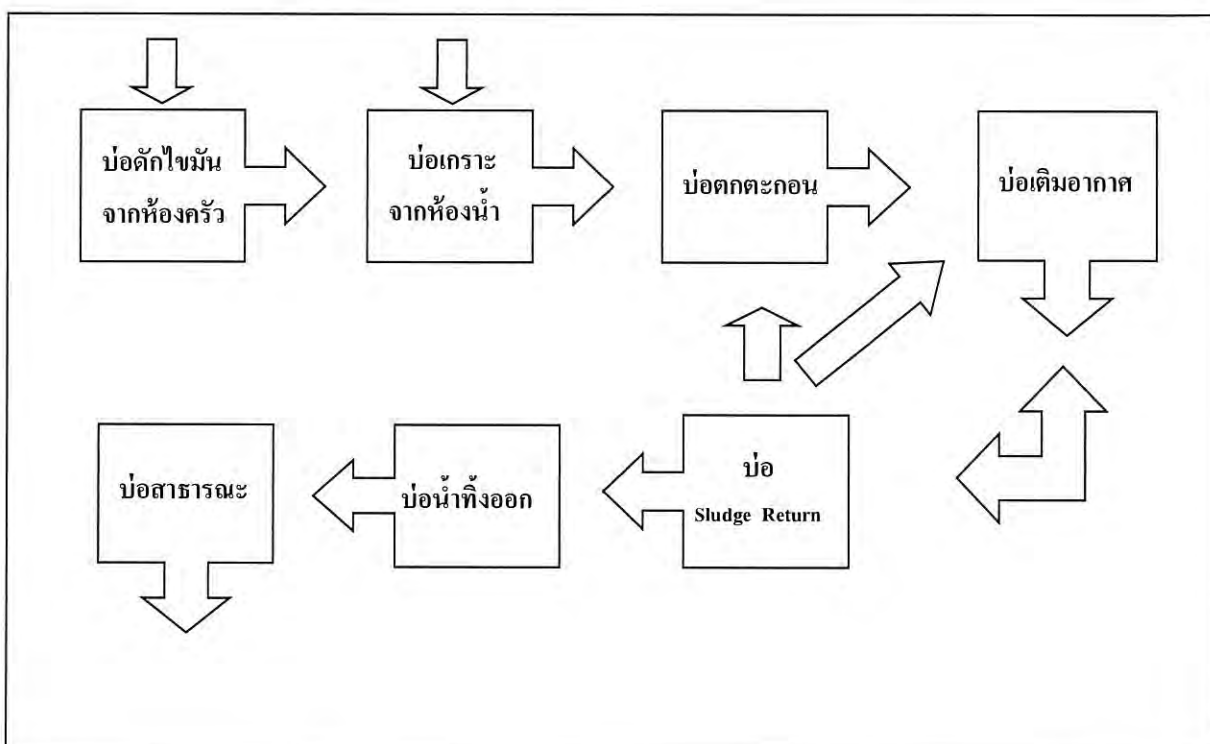 บ่อดักไขมัน
จากห้องครัว
บ่อเกราะ
จากห้องน้ำ
บ่อตกตะกอน
บ่อเติมอากาศ
บ่อสาธารณะ
บ่อน้ำทิ้งออก
บ่อ
Sludge Return